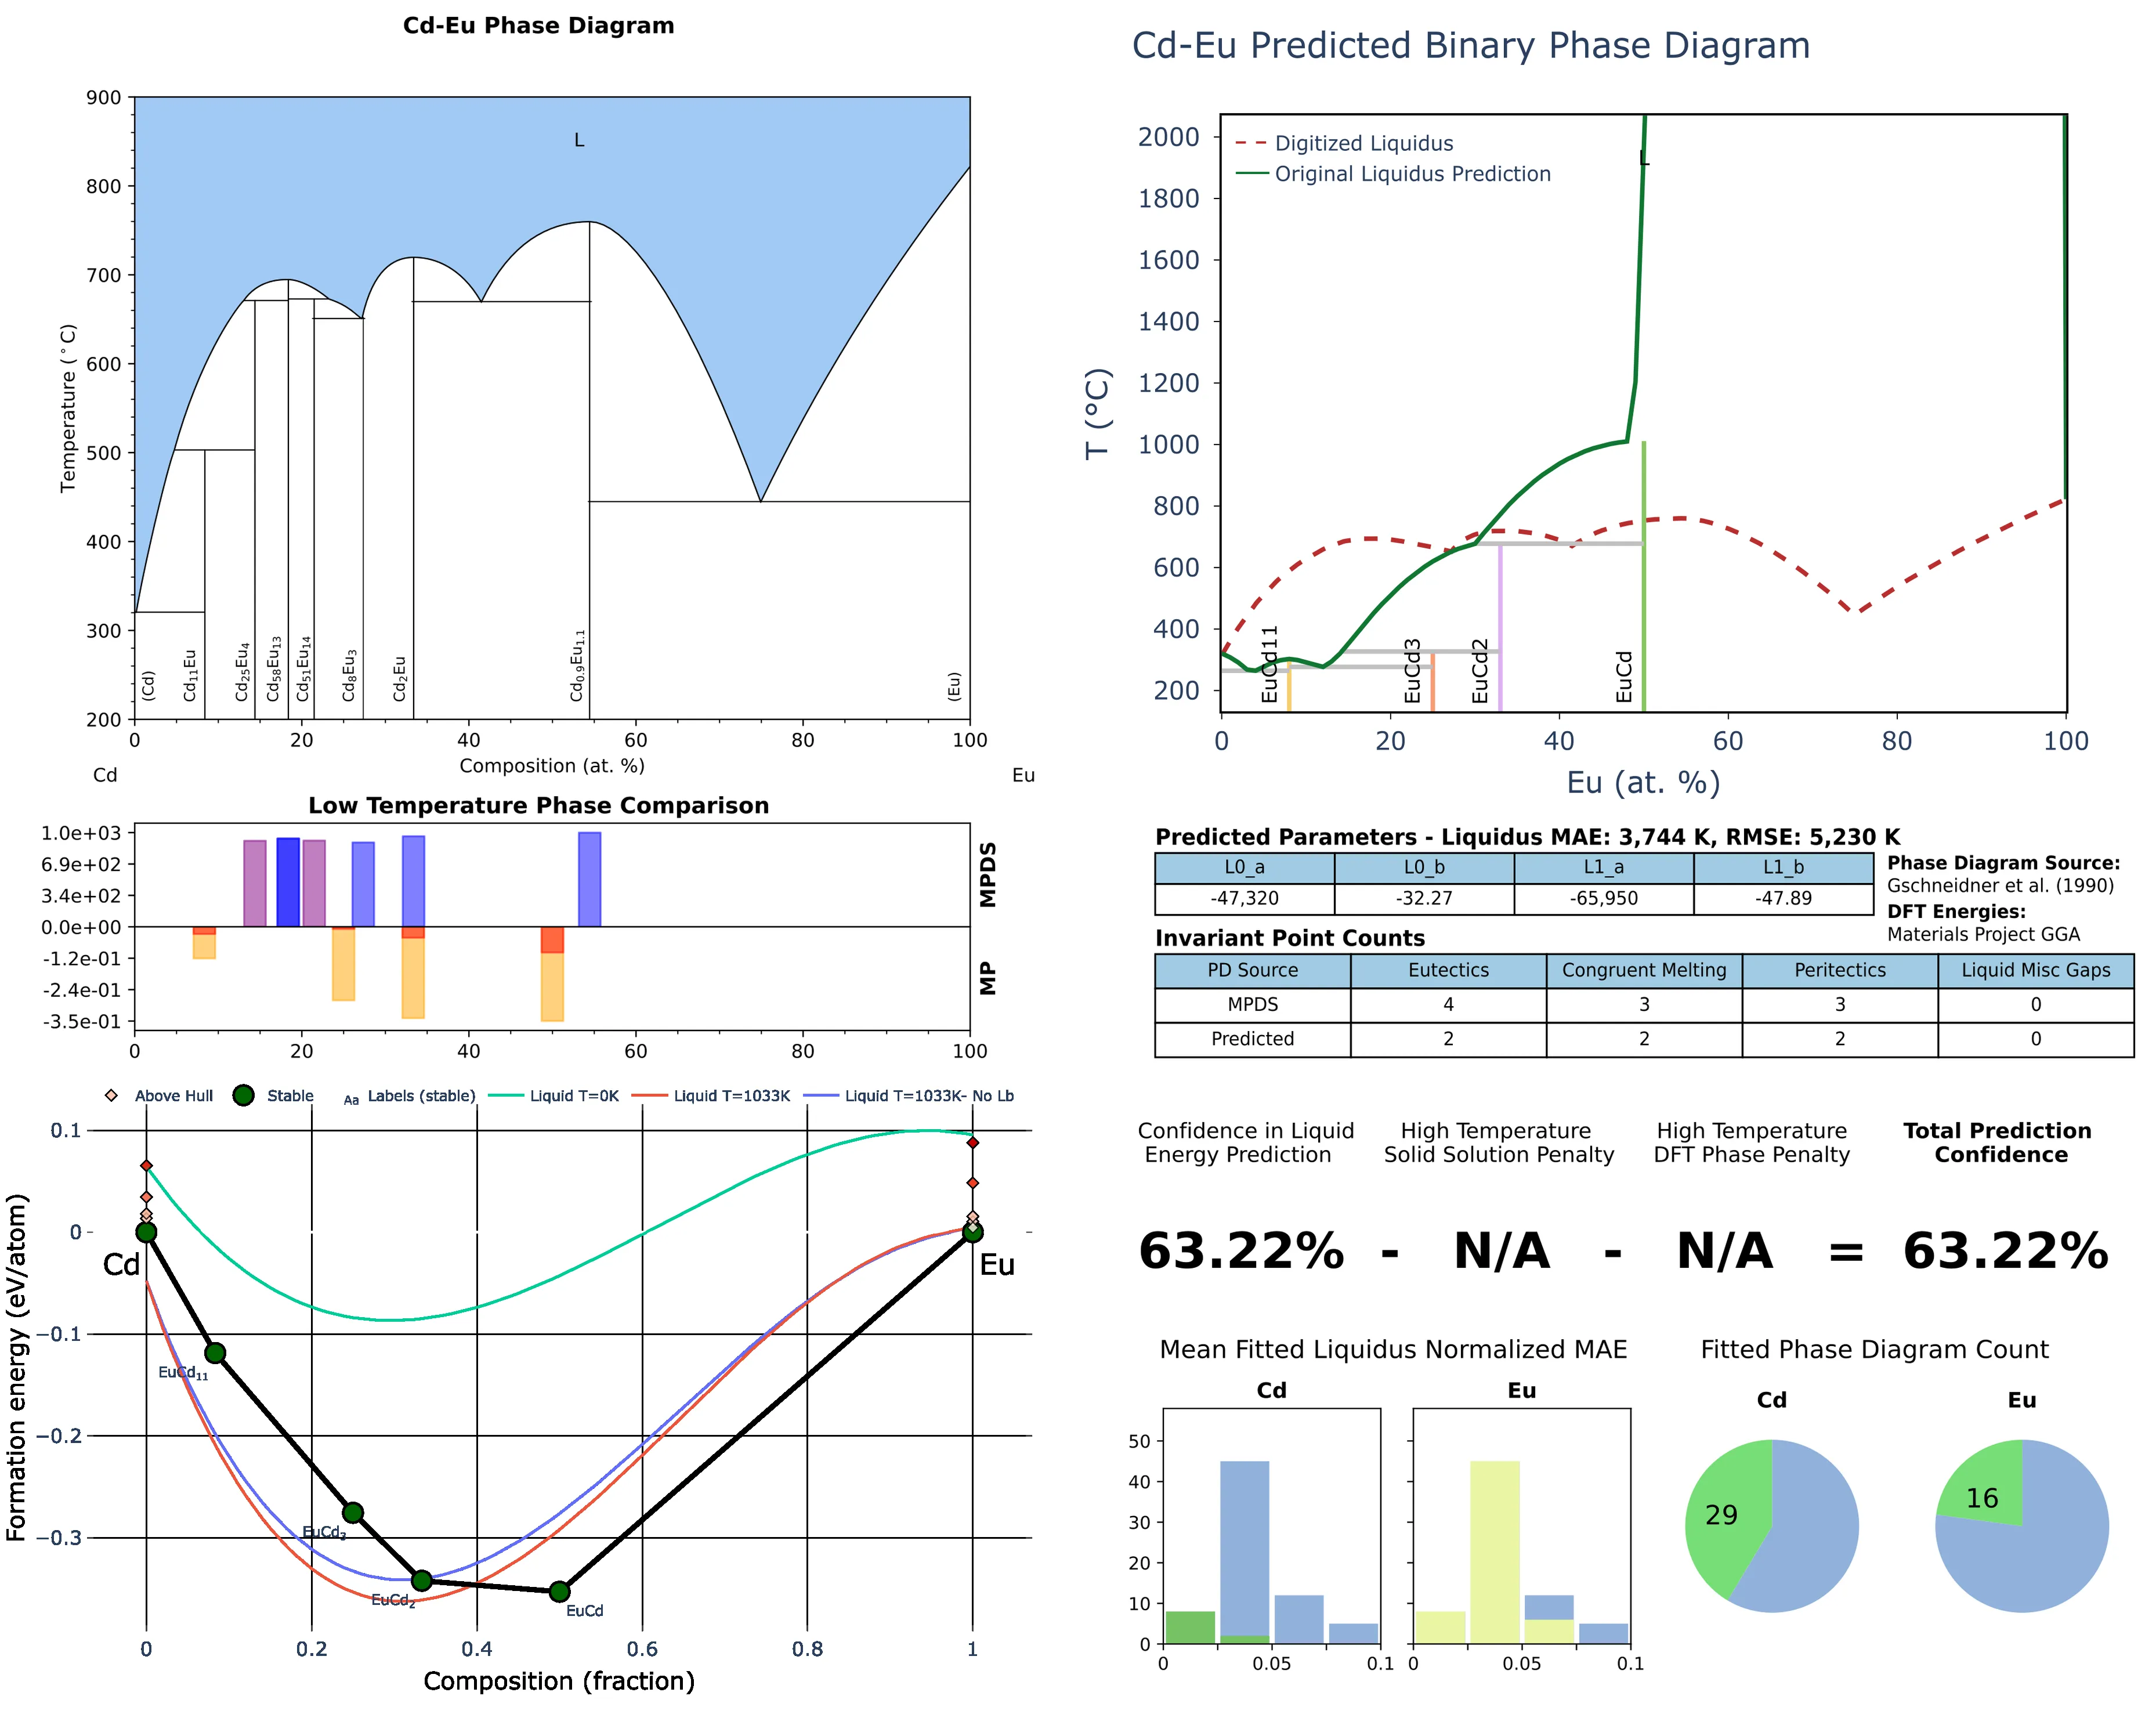 Cd-Eu Phase Diagram
900
800
700
600
500
400
300
200
Temperature (°C)
L
(Cd)
Cd11Eu
Cd25Eu4
Cd58Eu13
Cd51Eu14
Cd8Eu3
Cd2Eu
Cd0.9Eu1.1
(Eu)
0 20 40 60 80 100
Composition (at. %)
Cd Eu
Low Temperature Phase Comparison
1.0e+03
6.9e+02
3.4e+02
0.0e+00
-1.2e-01
-2.4e-01
-3.5e-01
MPDS
MP
0 20 40 60 80 100
Above Hull Stable Aa Labels (stable) Liquid T=0K Liquid T=1033K Liquid T=1033K- No Lb
0.1
0
−0.1
−0.2
−0.3
Formation energy (eV/atom)
Cd
Eu
EuCd11
EuCd3
EuCd2
EuCd
0 0.2 0.4 0.6 0.8 1
Composition (fraction)
Cd-Eu Predicted Binary Phase Diagram
2000
1800
1600
1400
1200
1000
800
600
400
200
T (°C)
Digitized Liquidus
Original Liquidus Prediction
L
EuCd11
EuCd3
EuCd2
EuCd
0 20 40 60 80 100
Eu (at. %)
Predicted Parameters - Liquidus MAE: 3,744 K, RMSE: 5,230 K
L0_a L0_b L1_a L1_b
-47,320 -32.27 -65,950 -47.89
Phase Diagram Source:
Gschneidner et al. (1990)
DFT Energies:
Materials Project GGA
Invariant Point Counts
PD Source Eutectics Congruent Melting Peritectics Liquid Misc Gaps
MPDS 4 3 3 0
Predicted 2 2 2 0
Confidence in Liquid
Energy Prediction
High Temperature
Solid Solution Penalty
High Temperature
DFT Phase Penalty
Total Prediction
Confidence
63.22% - N/A - N/A = 63.22%
Mean Fitted Liquidus Normalized MAE
Cd Eu
50
40
30
20
10
0
0 0.05 0.1 0 0.05 0.1
Fitted Phase Diagram Count
Cd Eu
29 16